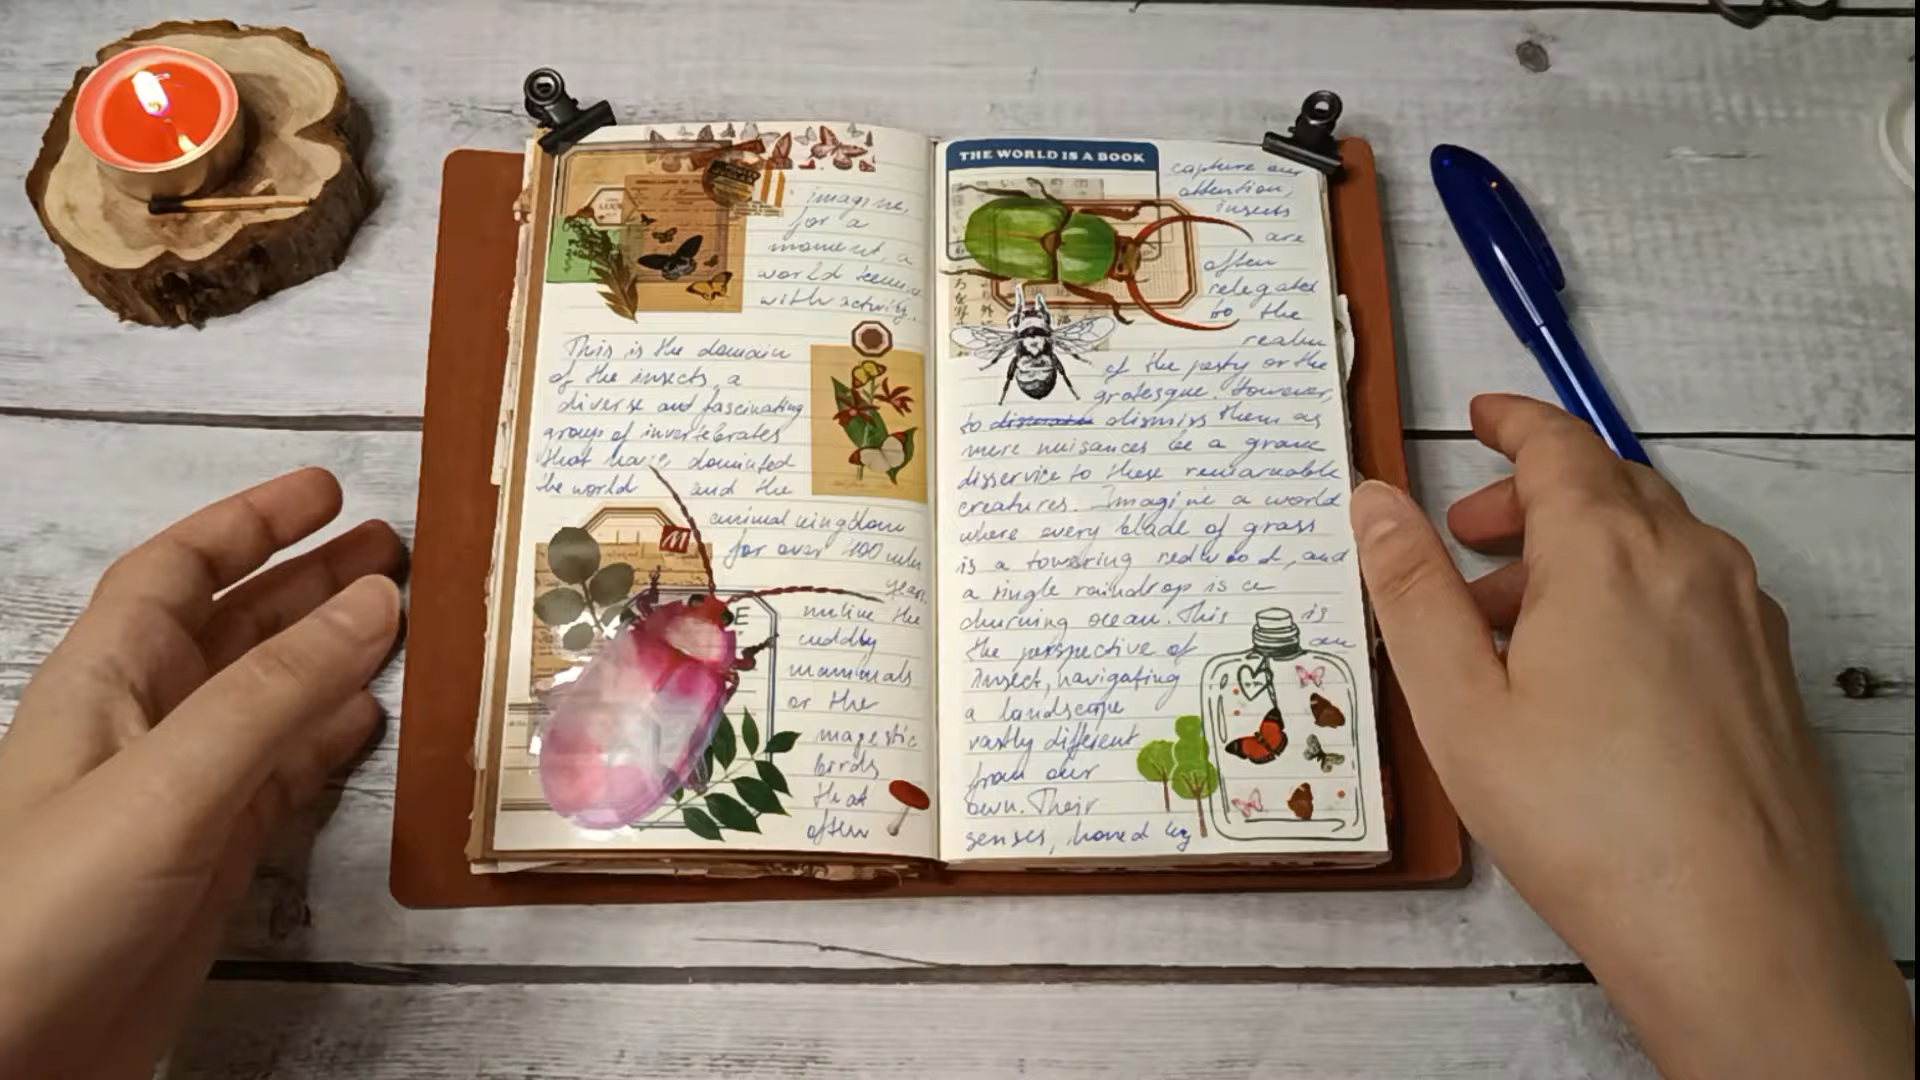 imagine,
for a
moment, a
world teemin
with activity.
This is the domain
of the insects, a
diverse and fascinating
group of invertebrates
that have dominted
the world and the
animal kingdom
for over 400 mln
years.
unlike the
cuddly
mammals
or the
magestic
birds
that
often
E
THE WORLD IS A BOOK
capture our
attention,
insects
are
often
relegated
to the
realm
of the pesty or the
grotesque. However,
to dismiss them as
mere nuisances be a grave
disservice to these remarkable
creatures. Imagine a world
where every blade of grass
is a towering redwood, and
a single raindrop is a
churning ocean. This is
the perspective of an
Insect, navigating
a landscape
vastly different
from our
own. Their
senses, honed by